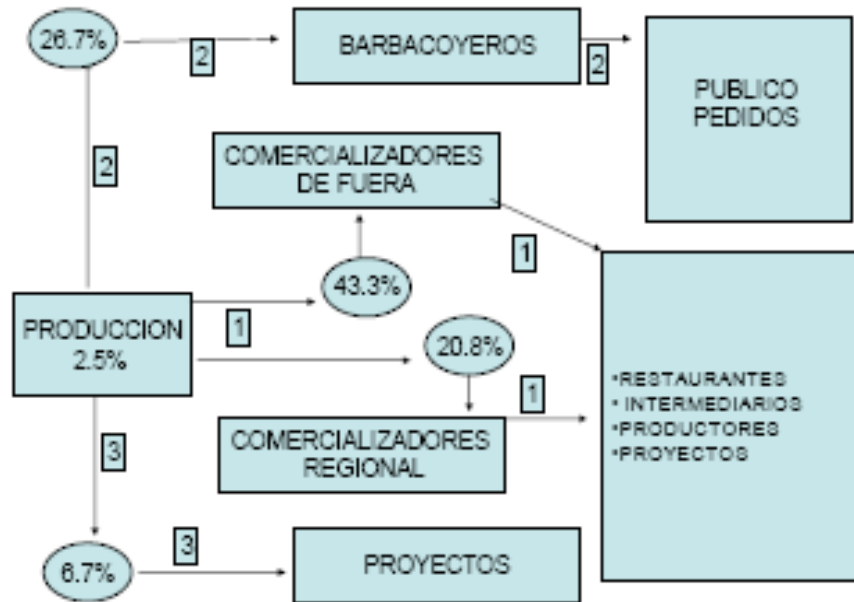 26.7%
2
BARBACOYEROS
2
PUBLICO
PEDIDOS
2
COMERCIALIZADORES
DE FUERA
1
43.3%
PRODUCCION
2.5%
1
20.8%
1
COMERCIALIZADORES
REGIONAL
•RESTAURANTES
• INTERMEDIARIOS
•PRODUCTORES
•PROYECTOS
3
6.7%
3
PROYECTOS